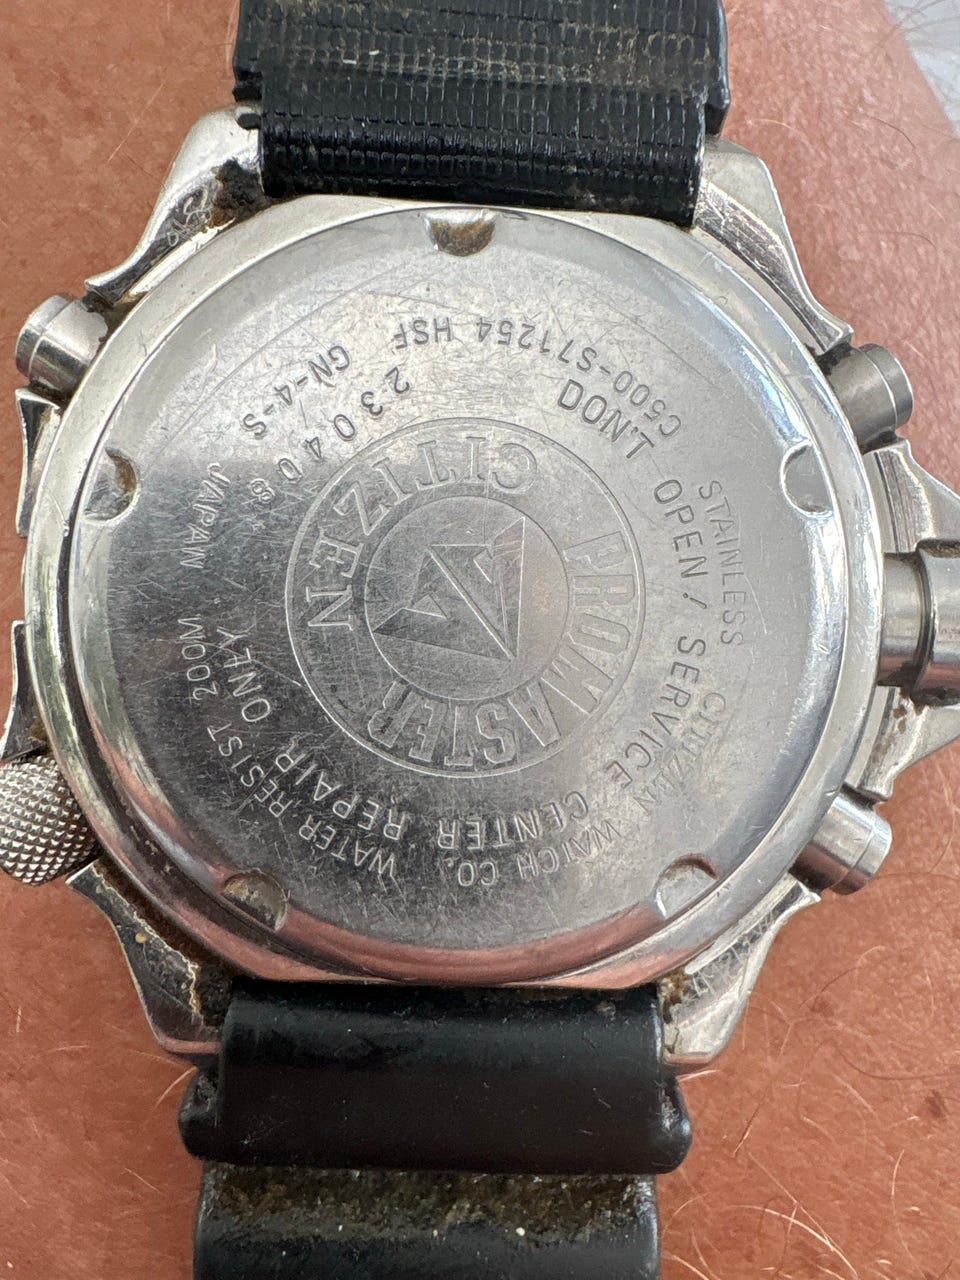 PROMASTER
CITIZEN
DON'T OPEN / SERVICE CENTER REPAIR ONLY
STAINLESS CITIZEN WATCH CO.
WATER RESIST 200M
JAPAN
C500-S71254 HSF
GN-4-S
23040